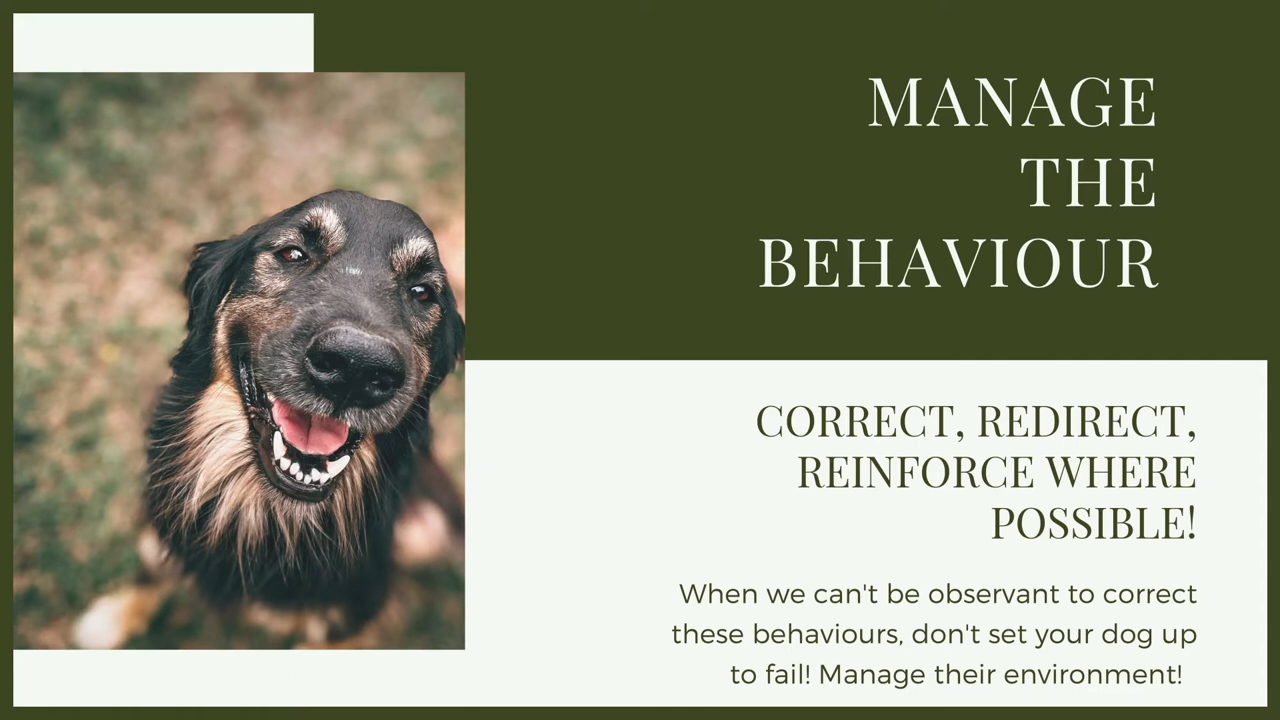 MANAGE
THE
BEHAVIOUR
CORRECT, REDIRECT,
REINFORCE WHERE
POSSIBLE!
When we can't be observant to correct
these behaviours, don't set your dog up
to fail! Manage their environment!